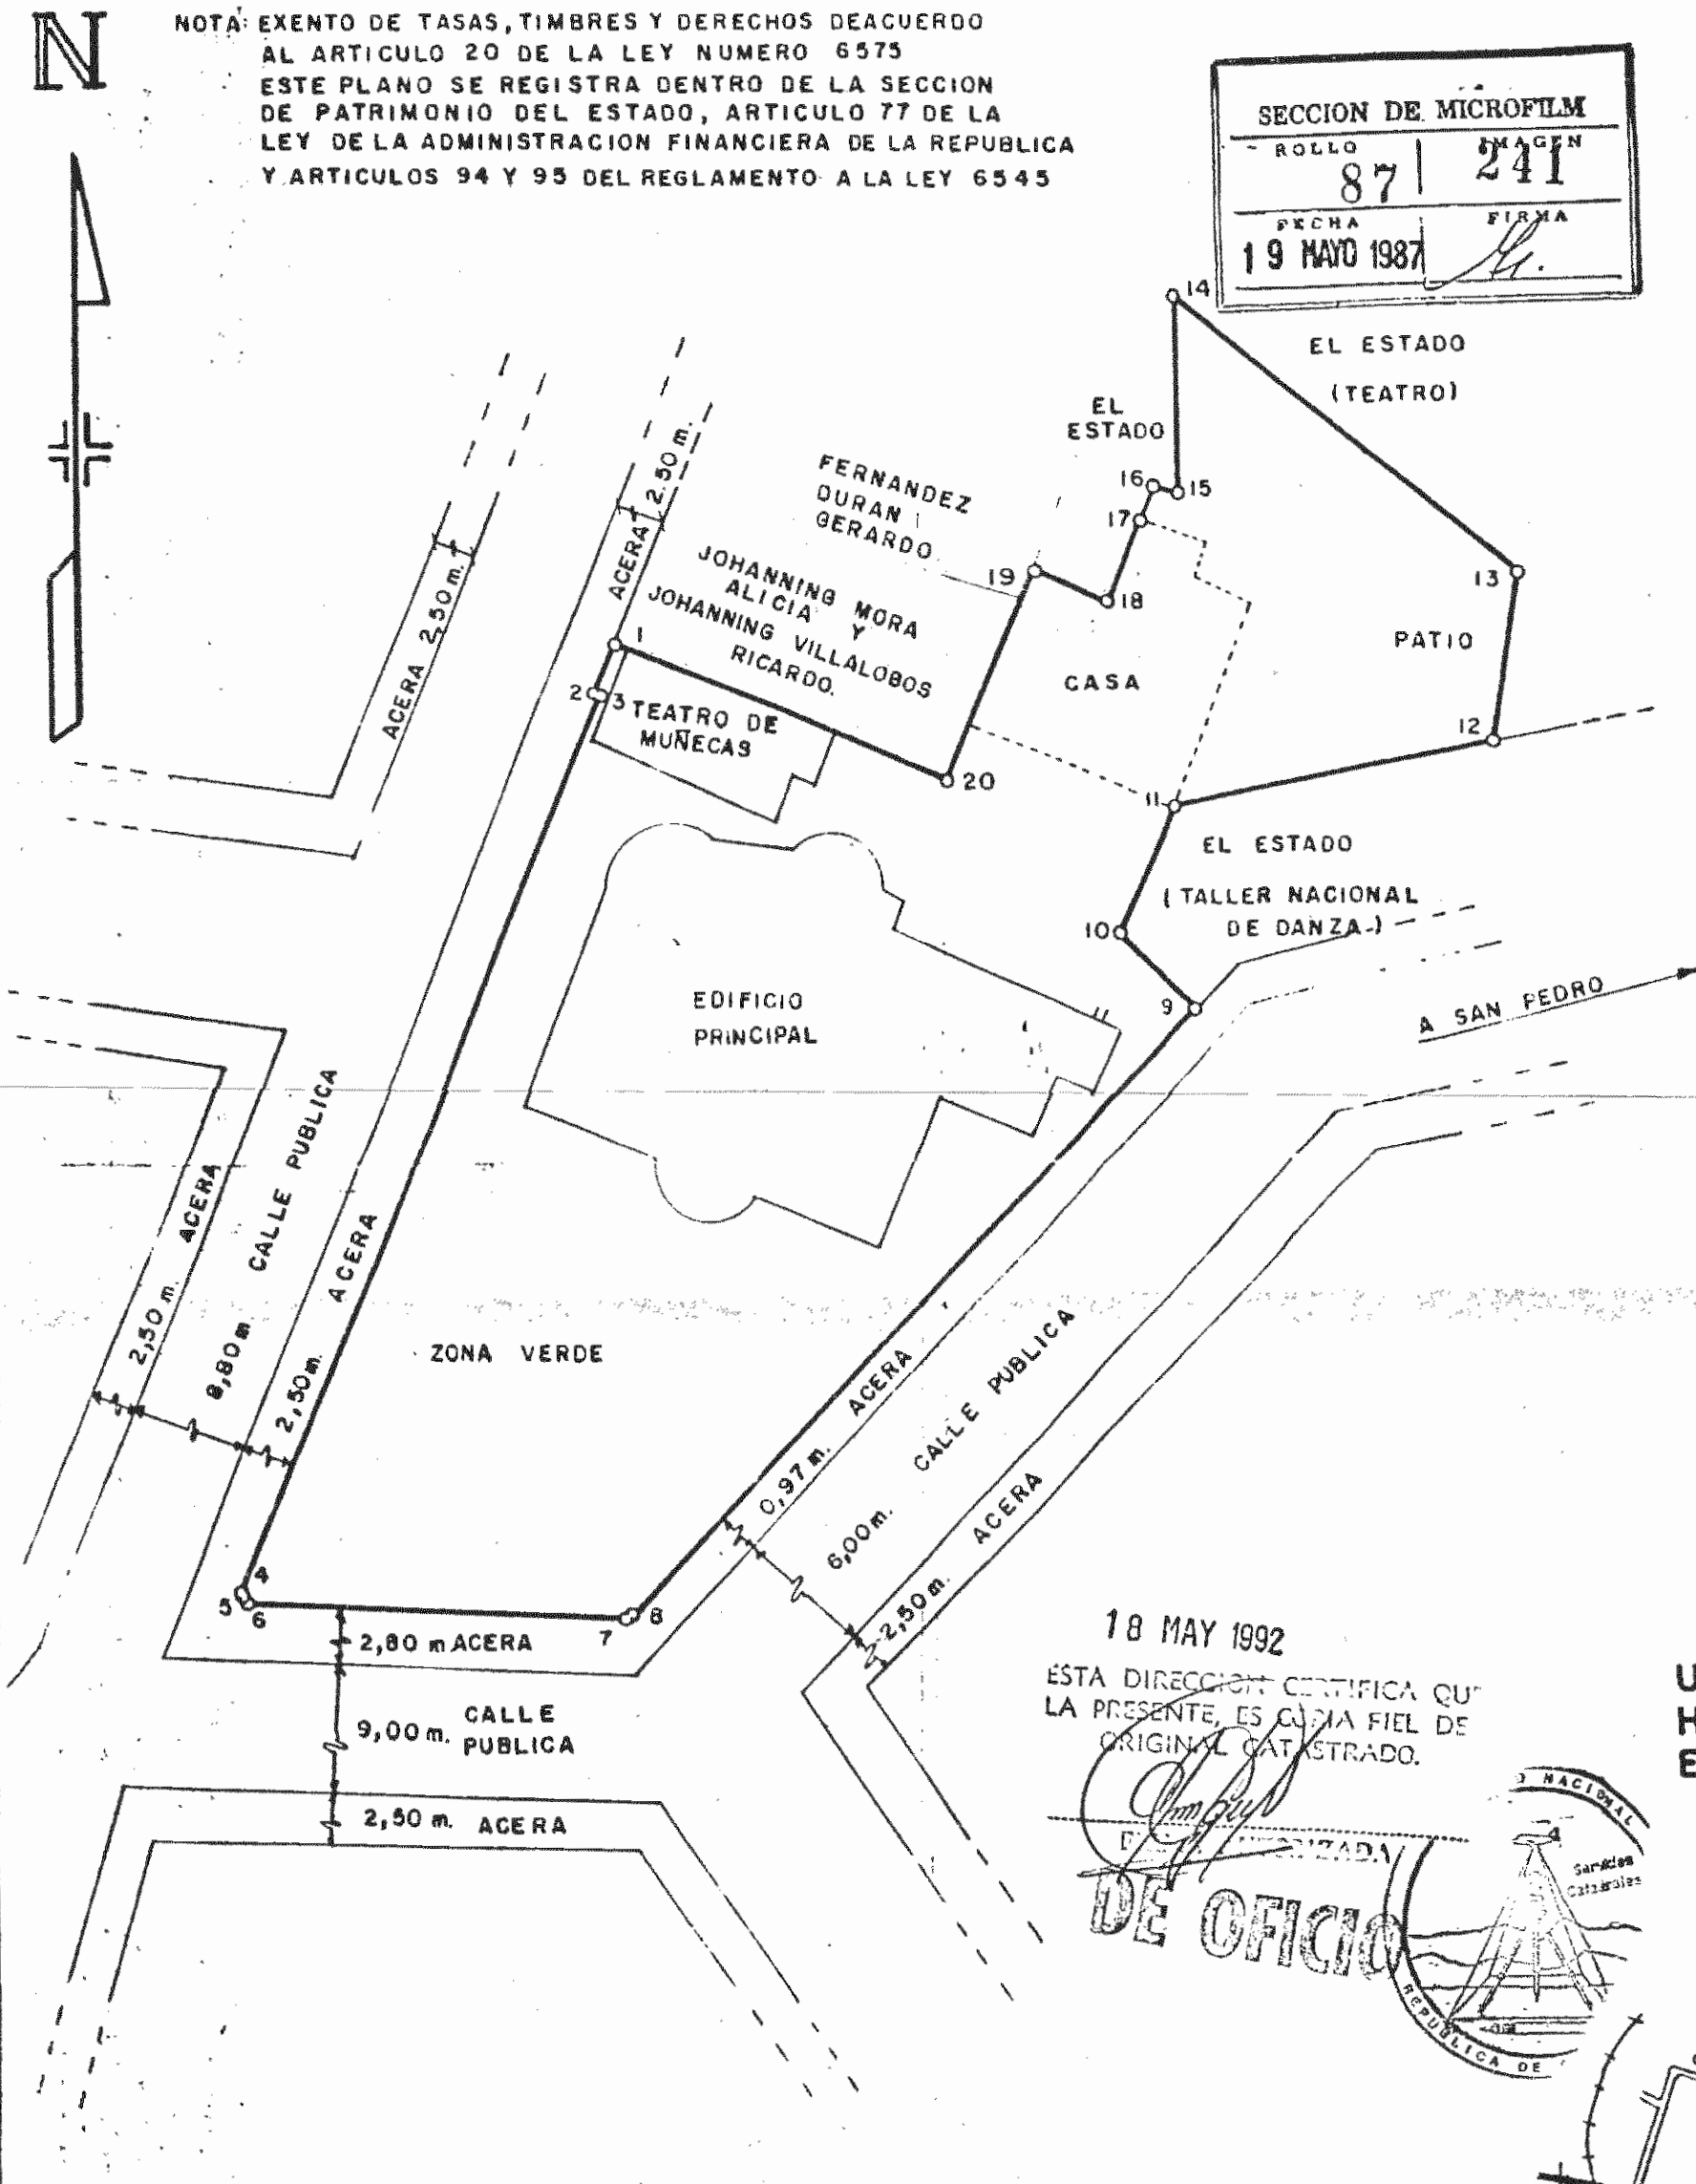 N
NOTA: EXENTO DE TASAS, TIMBRES Y DERECHOS DEACUERDO
AL ARTICULO 20 DE LA LEY NUMERO 6575
ESTE PLANO SE REGISTRA DENTRO DE LA SECCION
DE PATRIMONIO DEL ESTADO, ARTICULO 77 DE LA
LEY DE LA ADMINISTRACION FINANCIERA DE LA REPUBLICA
Y ARTICULOS 94 Y 95 DEL REGLAMENTO A LA LEY 6545
SECCION DE MICROFILM
ROLLO IMAGEN
87 241
FECHA FIRMA
19 MAYO 1987
14
EL ESTADO
(TEATRO)
EL
ESTADO
16
15
17
FERNANDEZ
DURAN
GERARDO
19
18
13
ACERA 2.50 m.
ACERA 2,50 m.
JOHANNING MORA
ALICIA Y
JOHANNING VILLALOBOS
RICARDO.
1
2
3
TEATRO DE
MUÑECAS
CASA
PATIO
12
20
11
EL ESTADO
(TALLER NACIONAL
DE DANZA.)
10
9
A SAN PEDRO
EDIFICIO
PRINCIPAL
CALLE PUBLICA
ACERA
ACERA
2,50 m.
8,80 m
2,50 m.
ZONA VERDE
ACERA
0,97 m.
CALLE PUBLICA
6,00 m.
ACERA
2,50 m.
4
5
6
7
8
2,80 m ACERA
9,00 m.
CALLE
PUBLICA
2,50 m. ACERA
18 MAY 1992
ESTA DIRECCION CERTIFICA QUE
LA PRESENTE, ES COPIA FIEL DE
ORIGINAL CATASTRADO.
DE OFICIO
NACIONAL
Catastrales
REPUBLICA DE
U
H
E